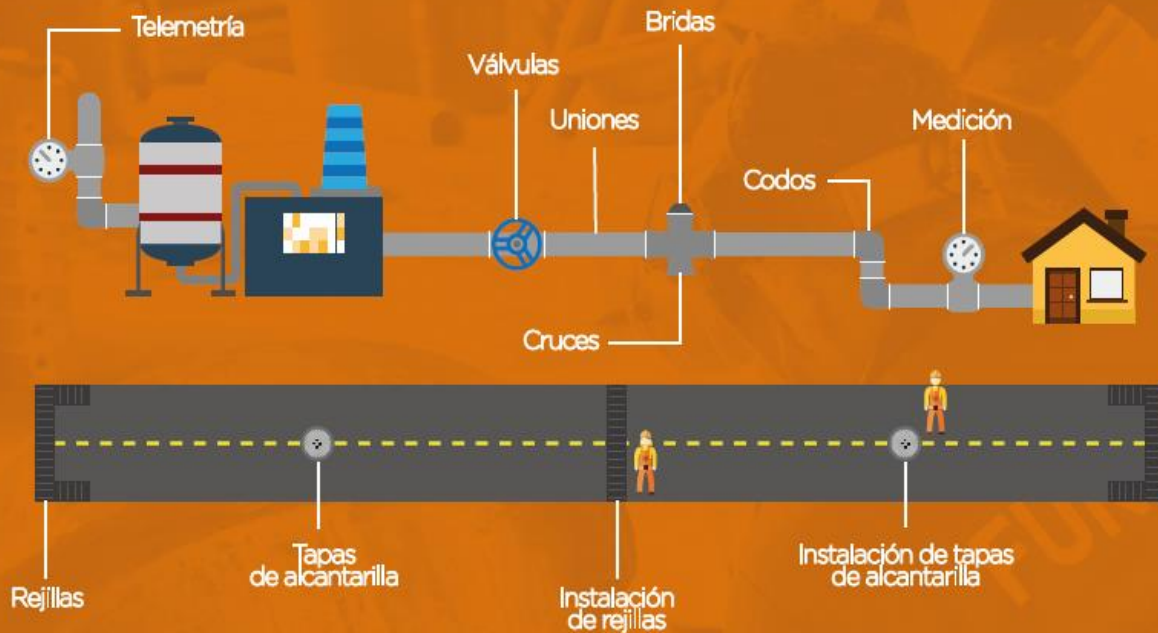 Telemetría
Bridas
Válvulas
Uniones
Medición
Codos
Cruces
Tapas
de alcantarilla
Instalación de tapas
de alcantarilla
Rejillas
Instalación
de rejillas